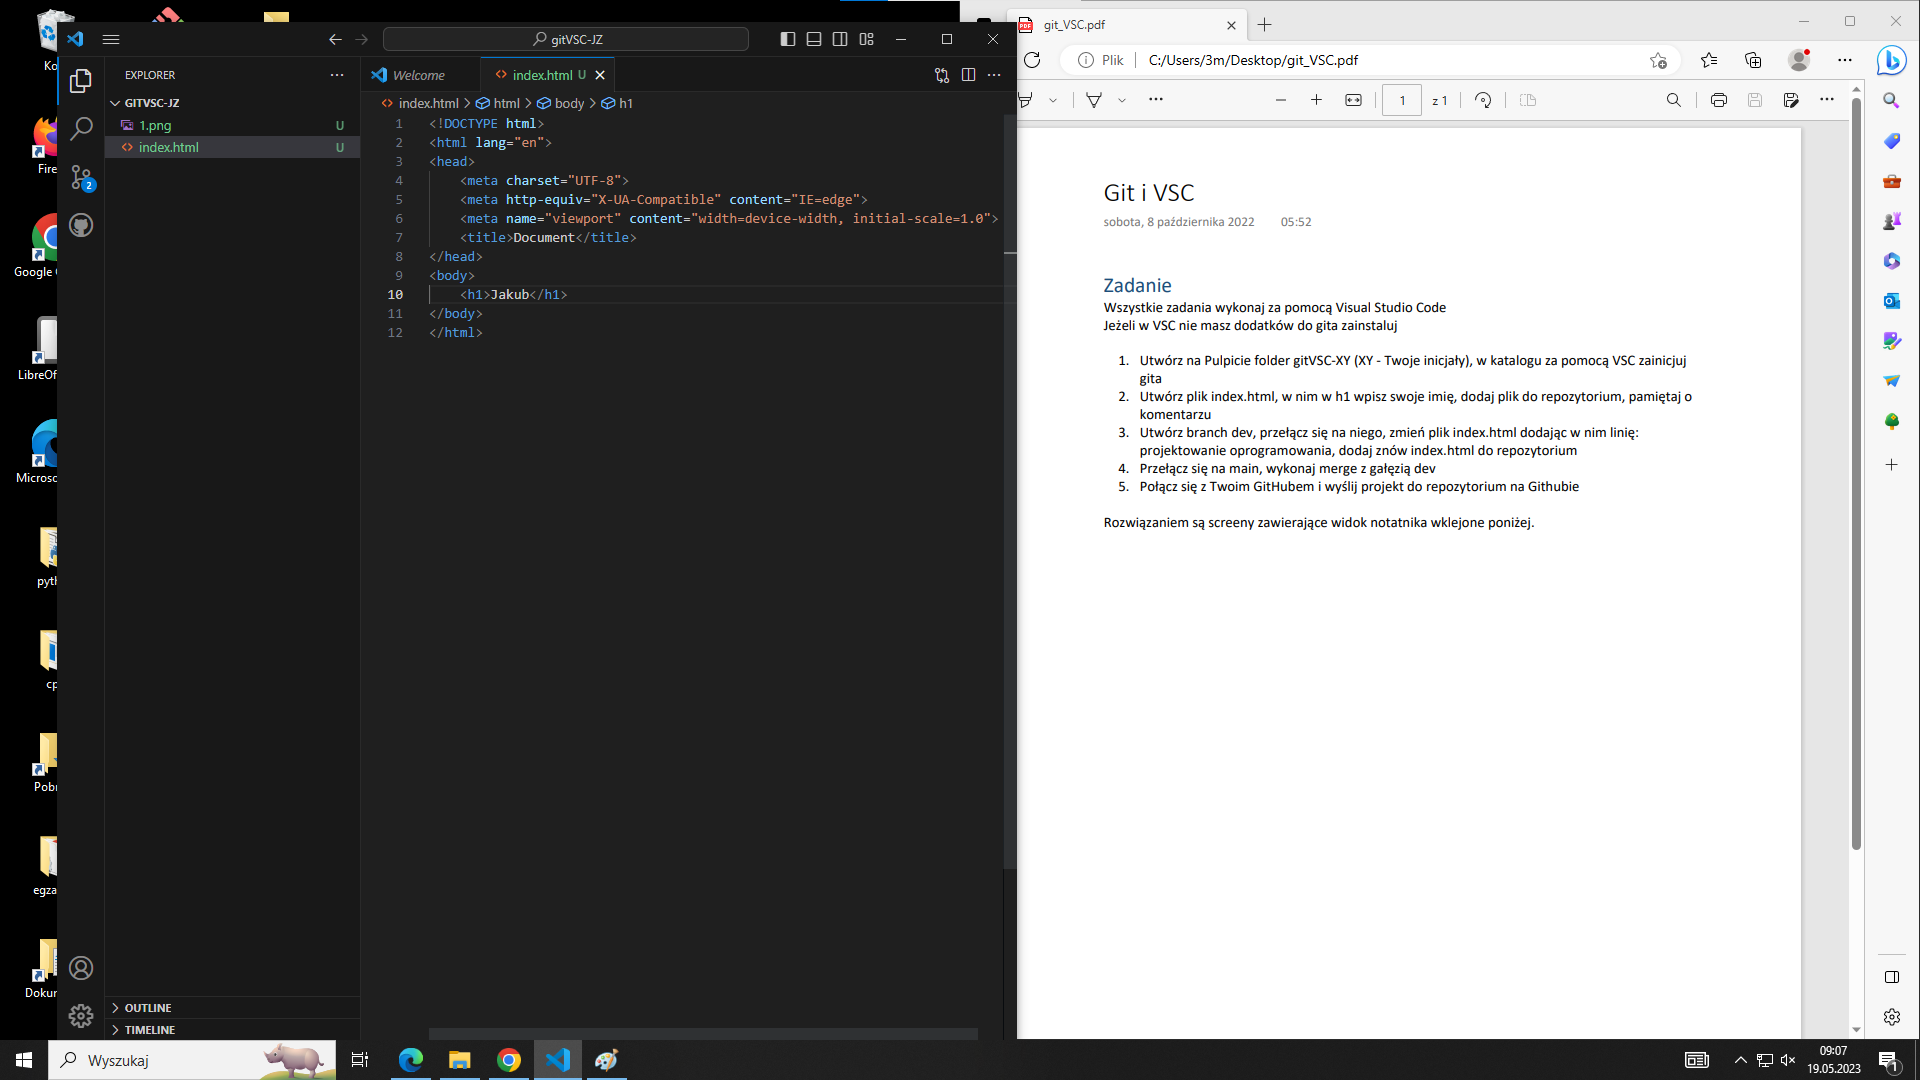 Ko
Fire
Google
LibreOf
Microsc
pyth
cp
Pobr
egza
Dokur
gitVSC-JZ
EXPLORER
GITVSC-JZ
1.png U
index.html U
2
OUTLINE
TIMELINE
Welcome
index.html U
index.html > html > body > h1
1 <!DOCTYPE html>
2 <html lang="en">
3 <head>
4 <meta charset="UTF-8">
5 <meta http-equiv="X-UA-Compatible" content="IE=edge">
6 <meta name="viewport" content="width=device-width, initial-scale=1.0">
7 <title>Document</title>
8 </head>
9 <body>
10 <h1>Jakub</h1>
11 </body>
12 </html>
PDF
git_VSC.pdf
Plik C:/Users/3m/Desktop/git_VSC.pdf
1 z 1
Git i VSC
sobota, 8 października 2022 05:52
Zadanie
Wszystkie zadania wykonaj za pomocą Visual Studio Code
Jeżeli w VSC nie masz dodatków do gita zainstaluj
1. Utwórz na Pulpicie folder gitVSC-XY (XY - Twoje inicjały), w katalogu za pomocą VSC zainicjuj
gita
2. Utwórz plik index.html, w nim w h1 wpisz swoje imię, dodaj plik do repozytorium, pamiętaj o
komentarzu
3. Utwórz branch dev, przełącz się na niego, zmień plik index.html dodając w nim linię:
projektowanie oprogramowania, dodaj znów index.html do repozytorium
4. Przełącz się na main, wykonaj merge z gałęzią dev
5. Połącz się z Twoim GitHubem i wyślij projekt do repozytorium na Githubie
Rozwiązaniem są screeny zawierające widok notatnika wklejone poniżej.
Wyszukaj
09:07
19.05.2023
1